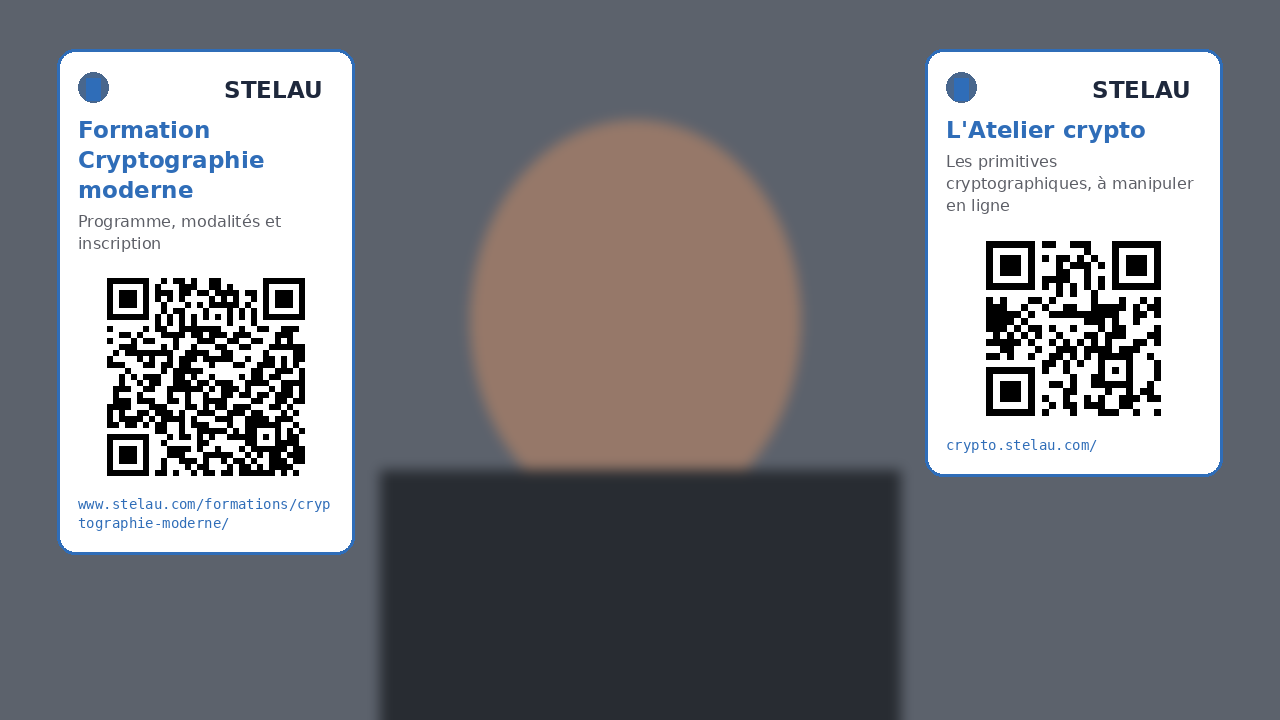 STELAU
Formation
Cryptographie
moderne
Programme, modalités et
inscription
www.stelau.com/formations/cryp
tographie-moderne/
STELAU
L'Atelier crypto
Les primitives
cryptographiques, à manipuler
en ligne
crypto.stelau.com/